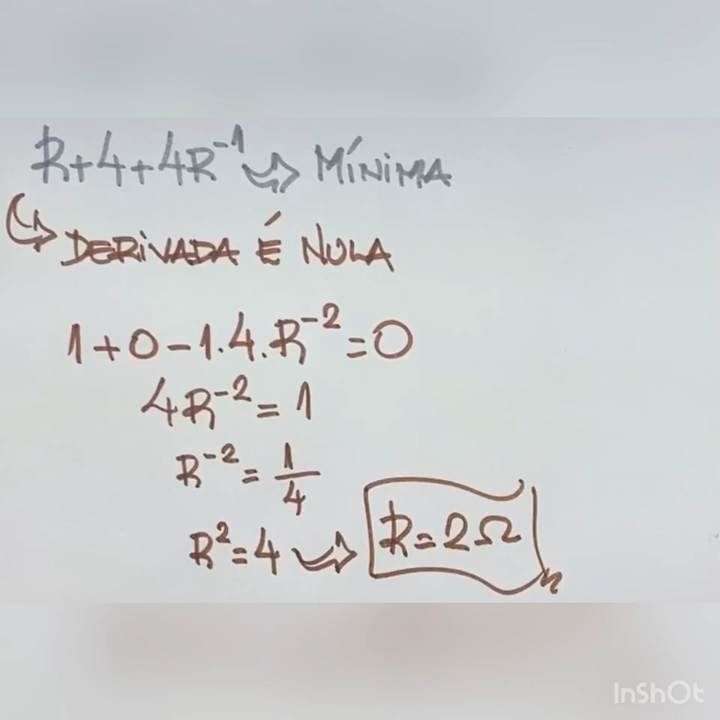 R+4+4R⁻¹ → MÍNIMA
↪ DERIVADA É NULA
1+0-1.4.R⁻²=0
4R⁻²=1
R⁻²=1/4
R²=4 → R=2Ω
InShOt